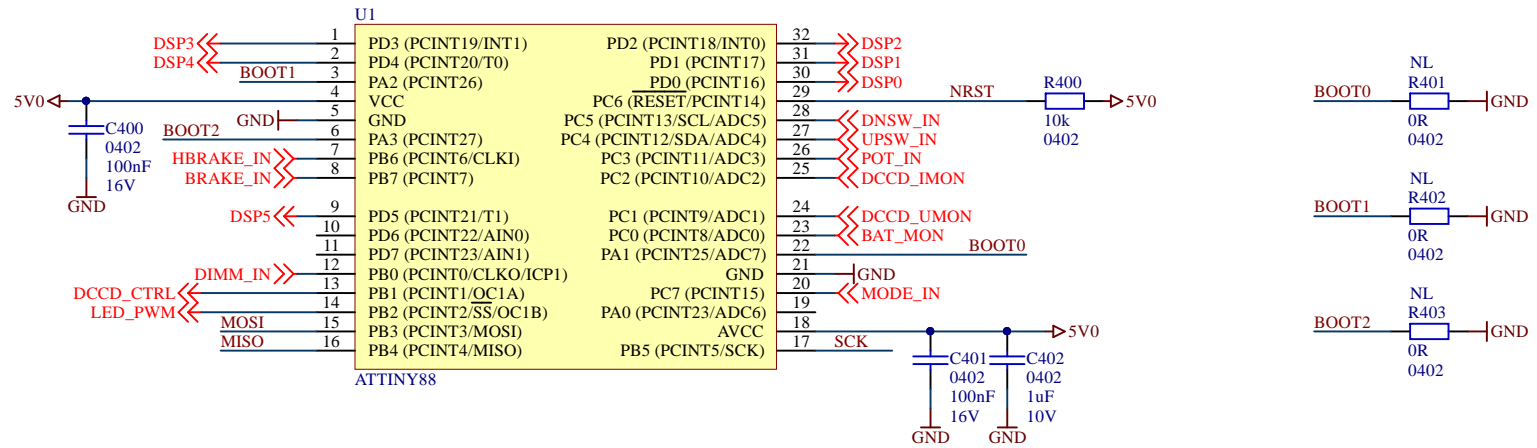 U1
DSP3 1 PD3 (PCINT19/INT1) PD2 (PCINT18/INT0) 32 DSP2
DSP4 2 PD4 (PCINT20/T0) PD1 (PCINT17) 31 DSP1
BOOT1 3 PA2 (PCINT26) PD0 (PCINT16) 30 DSP0
5V0 4 VCC PC6 (RESET/PCINT14) 29 NRST R400 5V0
GND 5 GND PC5 (PCINT13/SCL/ADC5) 28 DNSW_IN
BOOT2 6 PA3 (PCINT27) PC4 (PCINT12/SDA/ADC4) 27 UPSW_IN
HBRAKE_IN 7 PB6 (PCINT6/CLKI) PC3 (PCINT11/ADC3) 26 POT_IN
BRAKE_IN 8 PB7 (PCINT7) PC2 (PCINT10/ADC2) 25 DCCD_IMON
DSP5 9 PD5 (PCINT21/T1) PC1 (PCINT9/ADC1) 24 DCCD_UMON
10 PD6 (PCINT22/AIN0) PC0 (PCINT8/ADC0) 23 BAT_MON
11 PD7 (PCINT23/AIN1) PA1 (PCINT25/ADC7) 22 BOOT0
DIMM_IN 12 PB0 (PCINT0/CLKO/ICP1) GND 21 GND
DCCD_CTRL 13 PB1 (PCINT1/OC1A) PC7 (PCINT15) 20 MODE_IN
LED_PWM 14 PB2 (PCINT2/SS/OC1B) PA0 (PCINT23/ADC6) 19
MOSI 15 PB3 (PCINT3/MOSI) AVCC 18 5V0
MISO 16 PB4 (PCINT4/MISO) PB5 (PCINT5/SCK) 17 SCK
ATTINY88
C400
0402
100nF
16V
GND
10k
0402
C401
0402
100nF
16V
GND
C402
0402
1uF
10V
GND
NL
BOOT0 R401 GND
0R
0402
NL
BOOT1 R402 GND
0R
0402
NL
BOOT2 R403 GND
0R
0402